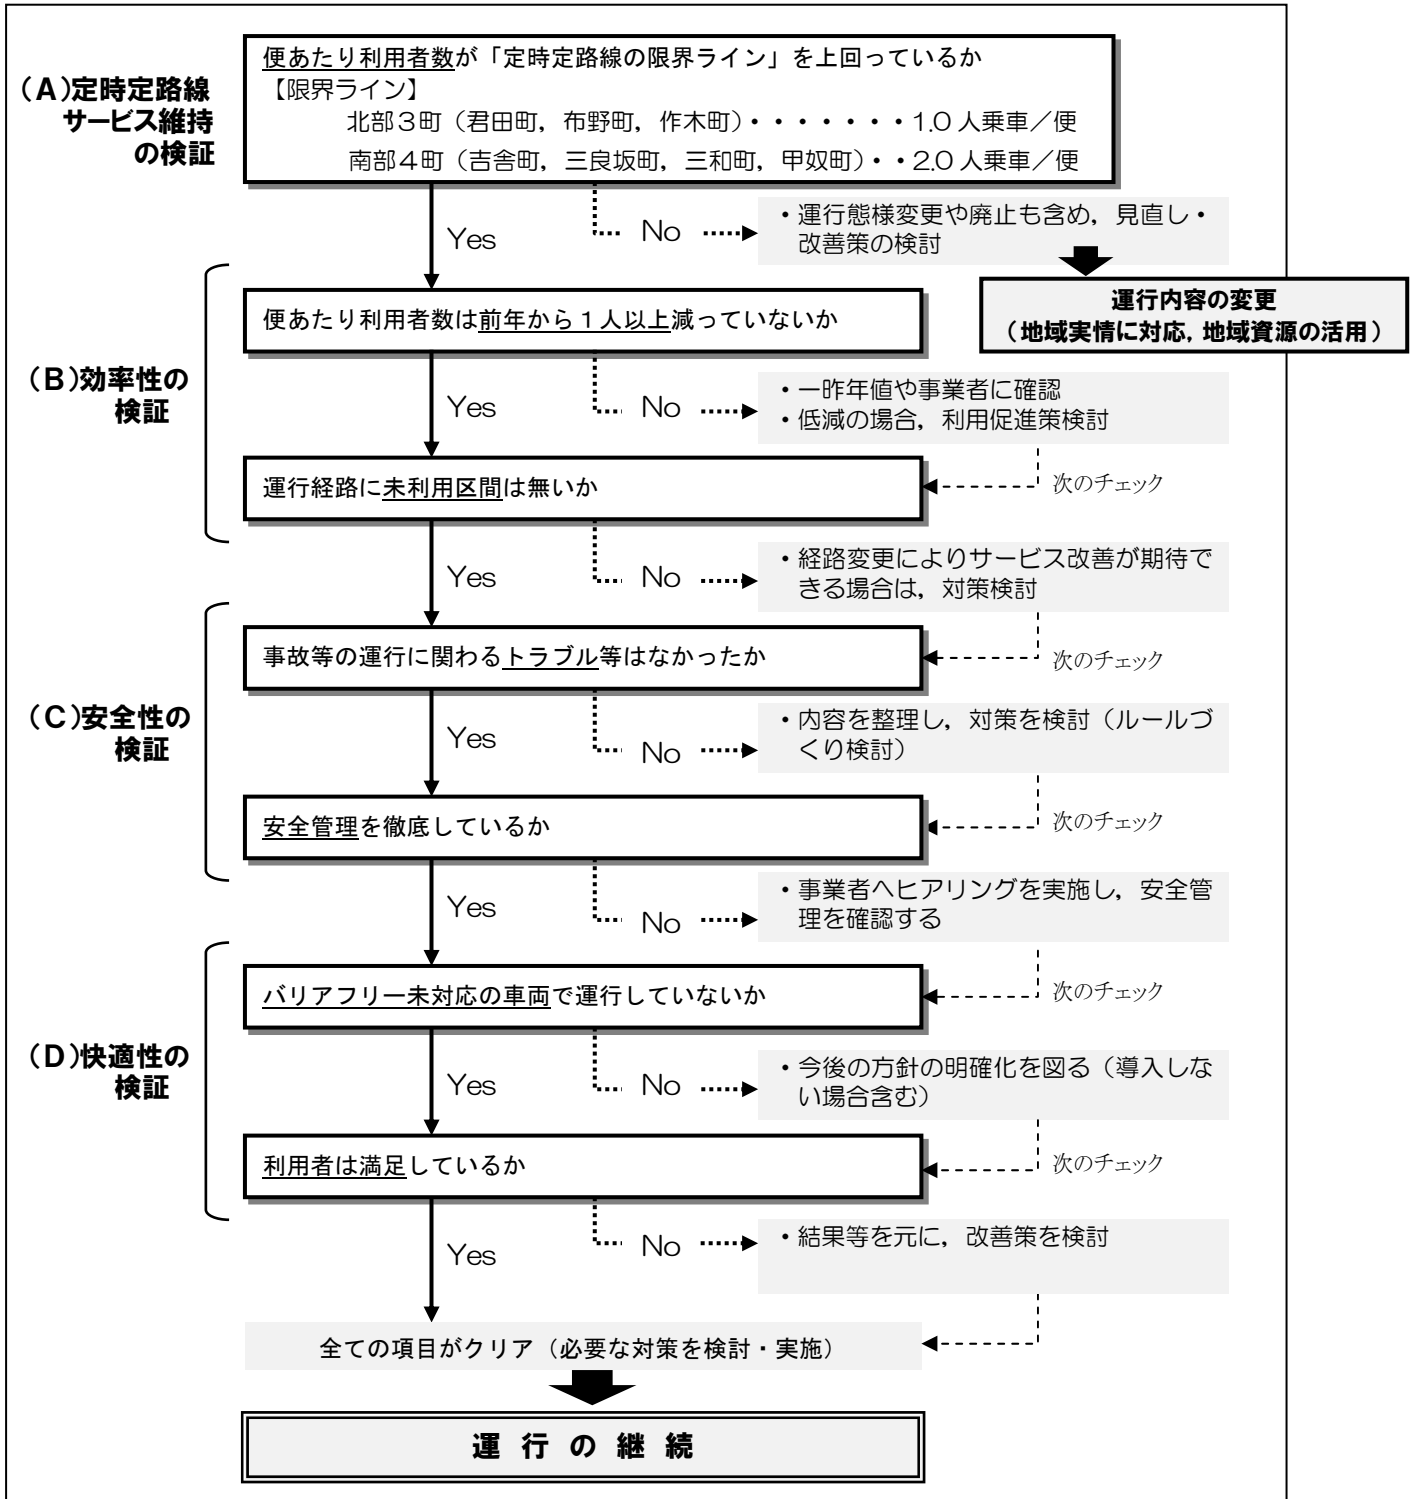 (A)定時定路線
サービス維持
の検証
便あたり利用者数が「定時定路線の限界ライン」を上回っているか
【限界ライン】
北部３町（君田町，布野町，作木町）・・・・・・・1.0 人乗車／便
南部４町（吉舎町，三良坂町，三和町，甲奴町）・・2.0 人乗車／便
Yes
No
・運行態様変更や廃止も含め，見直し・
改善策の検討
運行内容の変更
（地域実情に対応，地域資源の活用）
(B)効率性の
検証
便あたり利用者数は前年から１人以上減っていないか
Yes
No
・一昨年値や事業者に確認
・低減の場合，利用促進策検討
次のチェック
運行経路に未利用区間は無いか
Yes
No
・経路変更によりサービス改善が期待で
きる場合は，対策検討
次のチェック
(C)安全性の
検証
事故等の運行に関わるトラブル等はなかったか
Yes
No
・内容を整理し，対策を検討（ルールづ
くり検討）
次のチェック
安全管理を徹底しているか
Yes
No
・事業者へヒアリングを実施し，安全管
理を確認する
次のチェック
(D)快適性の
検証
バリアフリー未対応の車両で運行していないか
Yes
No
・今後の方針の明確化を図る（導入しな
い場合含む）
次のチェック
利用者は満足しているか
Yes
No
・結果等を元に，改善策を検討
全ての項目がクリア（必要な対策を検討・実施）
運 行 の 継 続